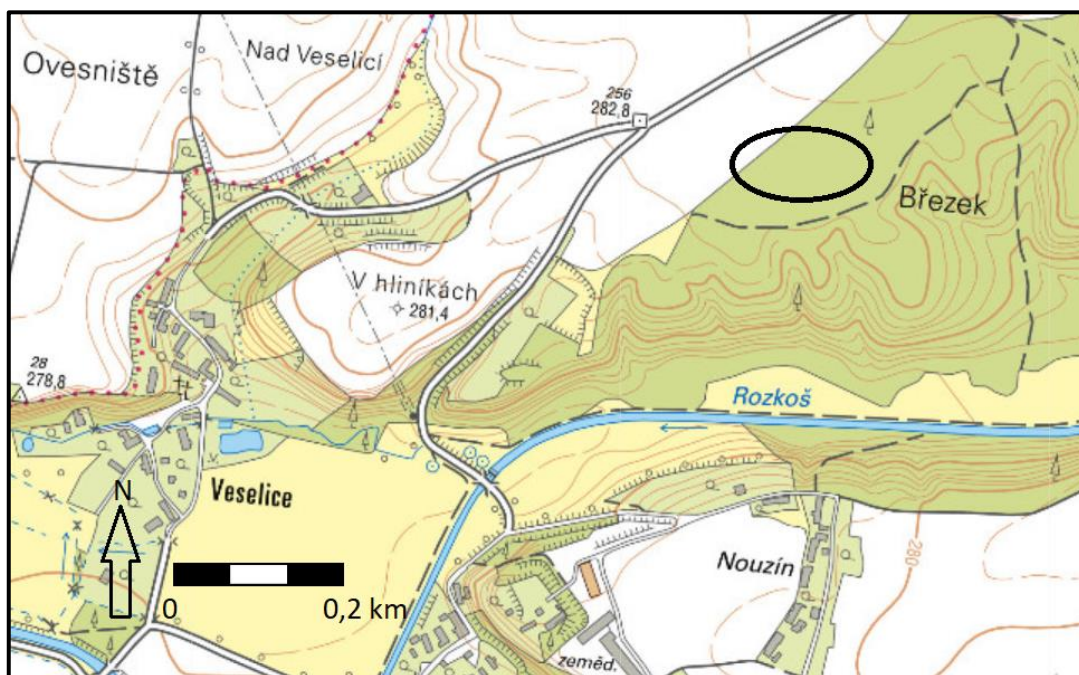 Ovesniště
Nad Veselicí
256
282,8
Březek
V hliníkách
281,4
28
278,8
Rozkoš
Veselice
N
0
0,2 km
Nouzín
280
zeměd.